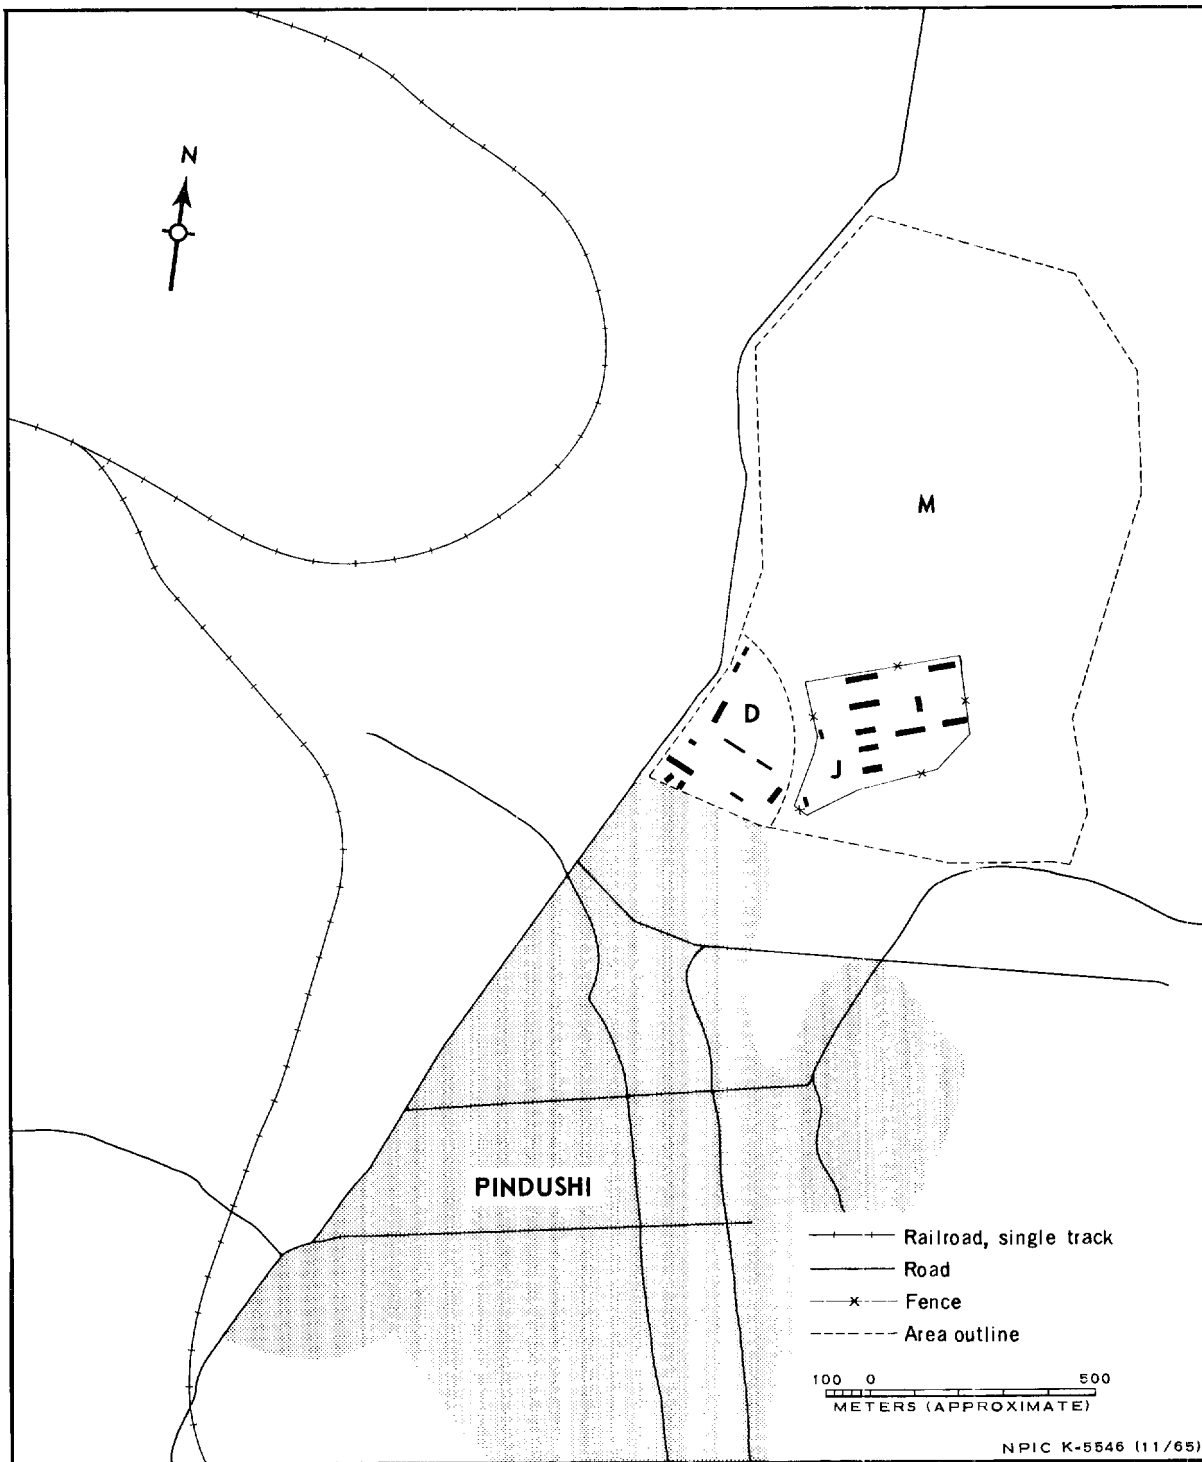 N
M
D
J
PINDUSHI
Railroad, single track
Road
Fence
Area outline
100 0 500
METERS (APPROXIMATE)
NPIC K-5546 (11/65)